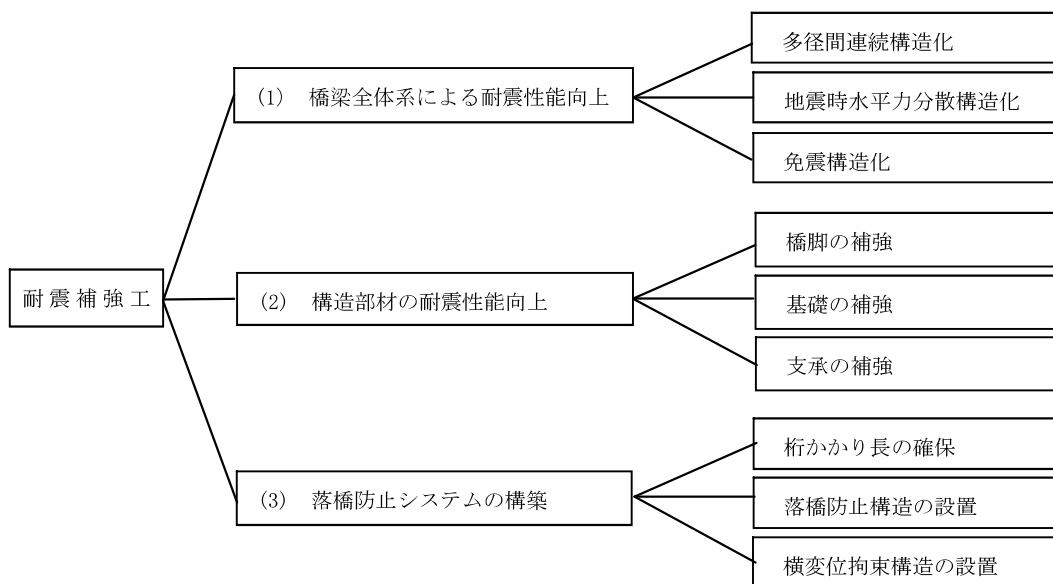 耐震補強工
(1) 橋梁全体系による耐震性能向上
多径間連続構造化
地震時水平力分散構造化
免震構造化
(2) 構造部材の耐震性能向上
橋脚の補強
基礎の補強
支承の補強
(3) 落橋防止システムの構築
桁かかり長の確保
落橋防止構造の設置
横変位拘束構造の設置